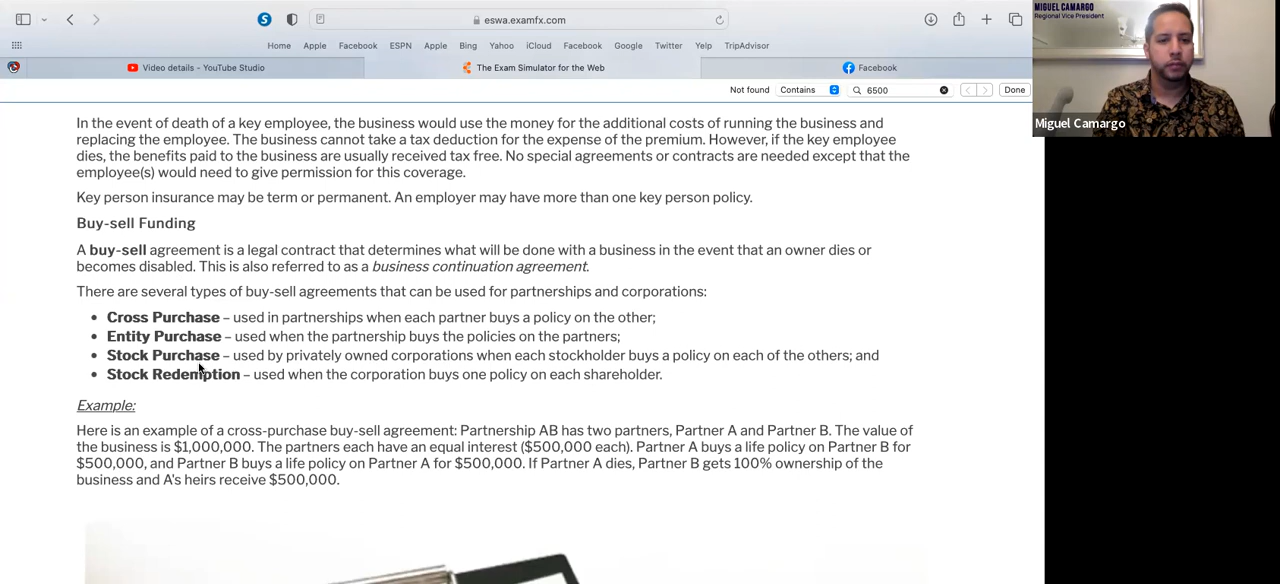 eswa.examfx.com
Home Apple Facebook ESPN Apple Bing Yahoo iCloud Facebook Google Twitter Yelp TripAdvisor
Video details - YouTube Studio
The Exam Simulator for the Web
Facebook
Not found Contains 6500 Done
MIGUEL CAMARGO
Regional Vice President
Miguel Camargo
In the event of death of a key employee, the business would use the money for the additional costs of running the business and
replacing the employee. The business cannot take a tax deduction for the expense of the premium. However, if the key employee
dies, the benefits paid to the business are usually received tax free. No special agreements or contracts are needed except that the
employee(s) would need to give permission for this coverage.
Key person insurance may be term or permanent. An employer may have more than one key person policy.
Buy-sell Funding
A buy-sell agreement is a legal contract that determines what will be done with a business in the event that an owner dies or
becomes disabled. This is also referred to as a business continuation agreement.
There are several types of buy-sell agreements that can be used for partnerships and corporations:
• Cross Purchase – used in partnerships when each partner buys a policy on the other;
• Entity Purchase – used when the partnership buys the policies on the partners;
• Stock Purchase – used by privately owned corporations when each stockholder buys a policy on each of the others; and
• Stock Redemption – used when the corporation buys one policy on each shareholder.
Example:
Here is an example of a cross-purchase buy-sell agreement: Partnership AB has two partners, Partner A and Partner B. The value of
the business is $1,000,000. The partners each have an equal interest ($500,000 each). Partner A buys a life policy on Partner B for
$500,000, and Partner B buys a life policy on Partner A for $500,000. If Partner A dies, Partner B gets 100% ownership of the
business and A's heirs receive $500,000.